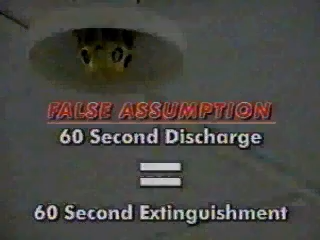 FALSE ASSUMPTION
60 Second Discharge
=
60 Second Extinguishment